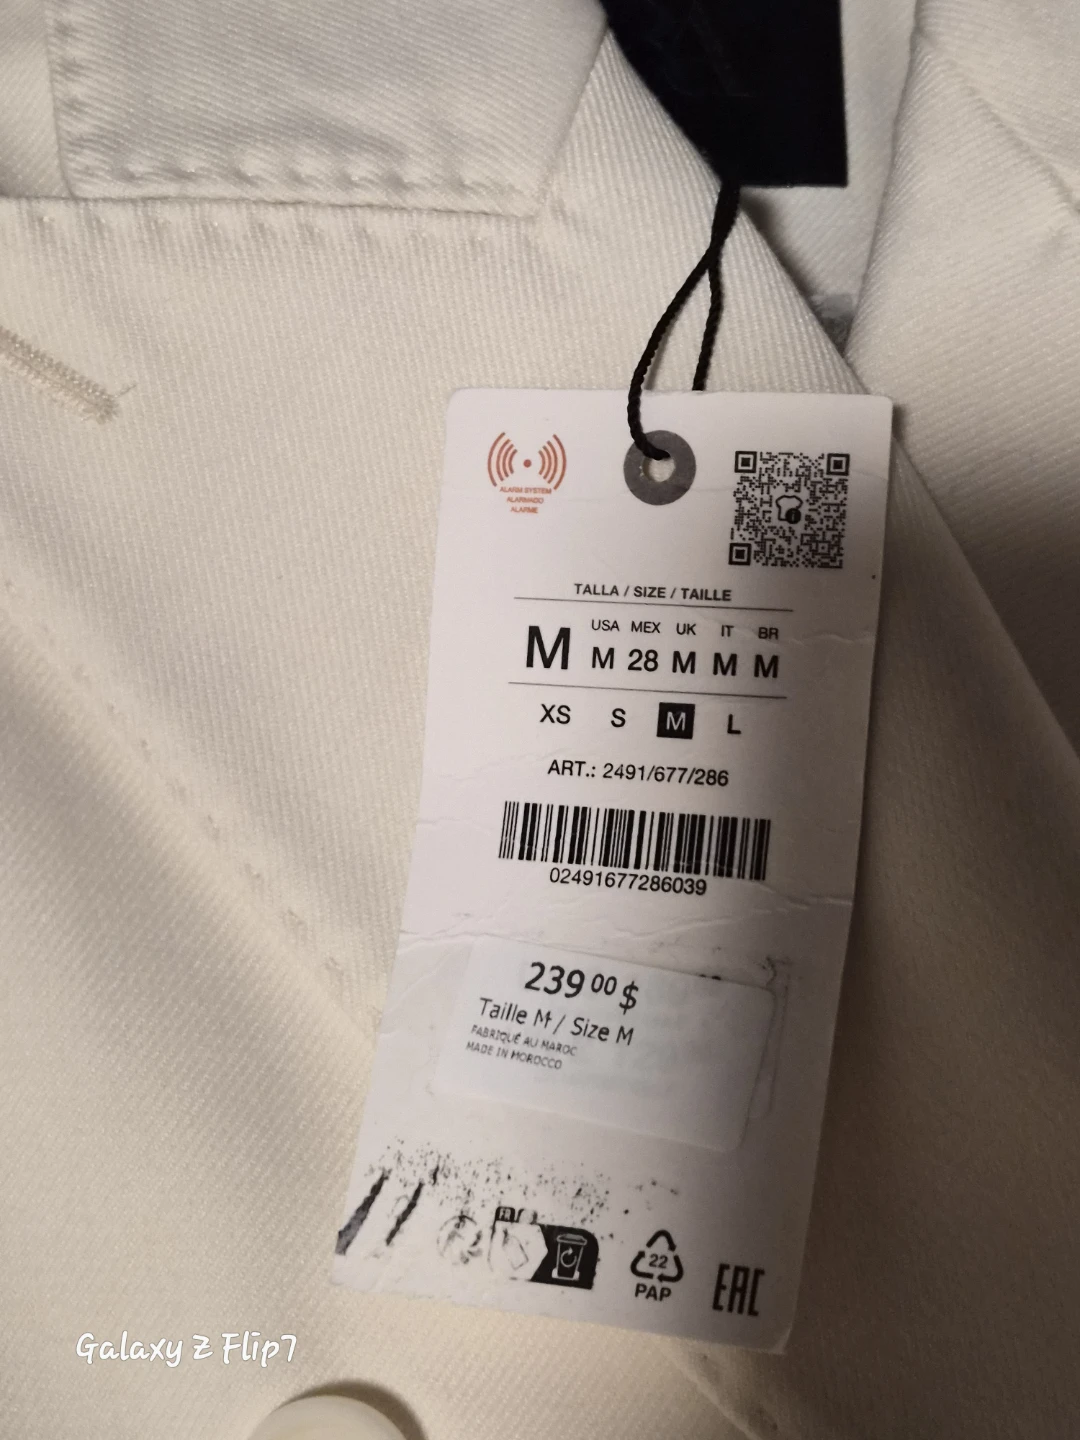 ALARM SYSTEM
ALARMADO
ALARME
TALLA / SIZE / TAILLE
USA MEX UK IT BR
M M 28 M M M
XS S M L
ART.: 2491/677/286
02491677286039
239 00 $
Taille M / Size M
FABRIQUÉ AU MAROC
MADE IN MOROCCO
FR
22
PAP
EAC
Galaxy Z Flip7